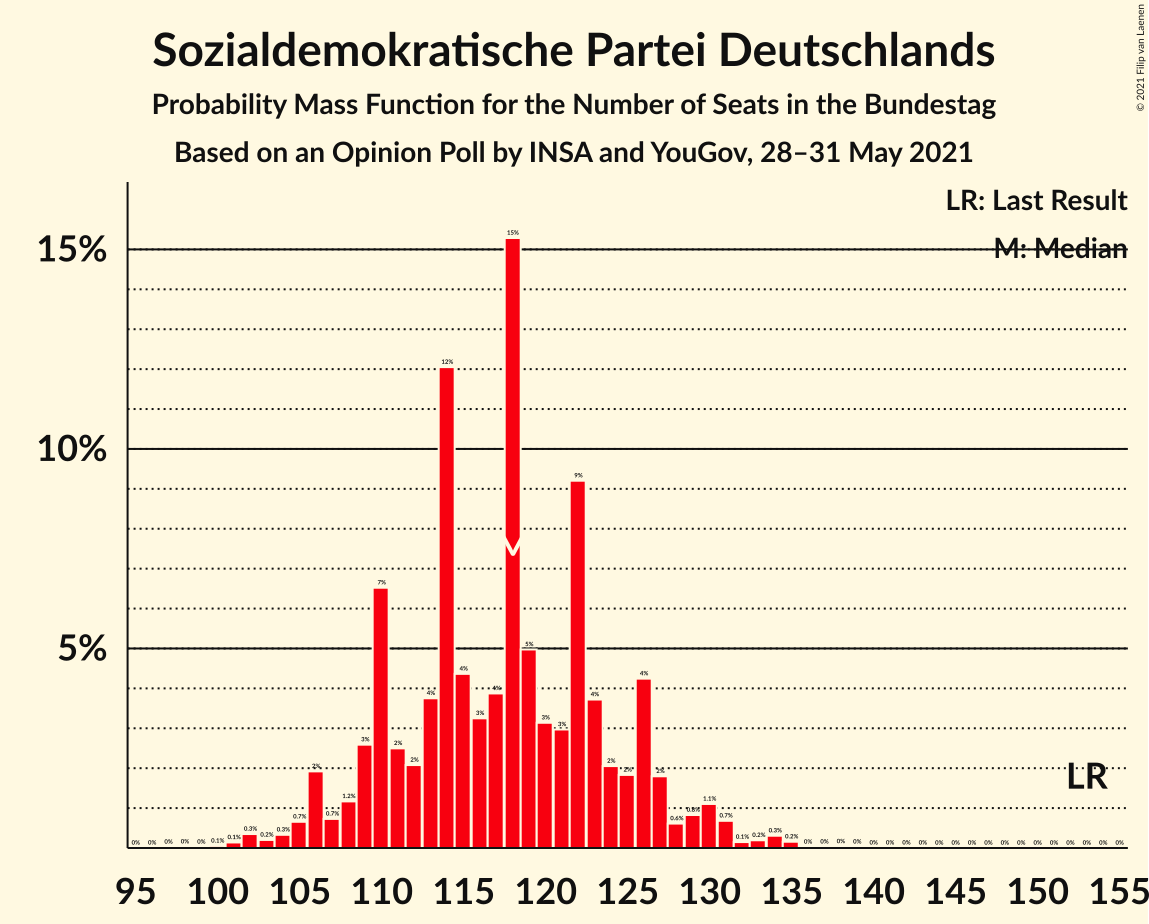 Sozialdemokratische Partei Deutschlands
Probability Mass Function for the Number of Seats in the Bundestag
Based on an Opinion Poll by INSA and YouGov, 28–31 May 2021
© 2021 Filip van Laenen
LR: Last Result
M: Median
15%
10%
5%
0% 0% 0% 0% 0% 0.1% 0.1% 0.3% 0.2% 0.3% 0.7% 2% 0.7% 1.2% 3% 7% 2% 2% 4% 12% 4% 3% 4% 15% 5% 3% 3% 9% 4% 2% 2% 4% 2% 0.6% 0.8% 1.1% 0.7% 0.1% 0.2% 0.3% 0.2% 0% 0% 0% 0% 0% 0% 0% 0% 0% 0% 0% 0% 0% 0% 0% 0% 0% 0% 0% 0%
LR
95 100 105 110 115 120 125 130 135 140 145 150 155